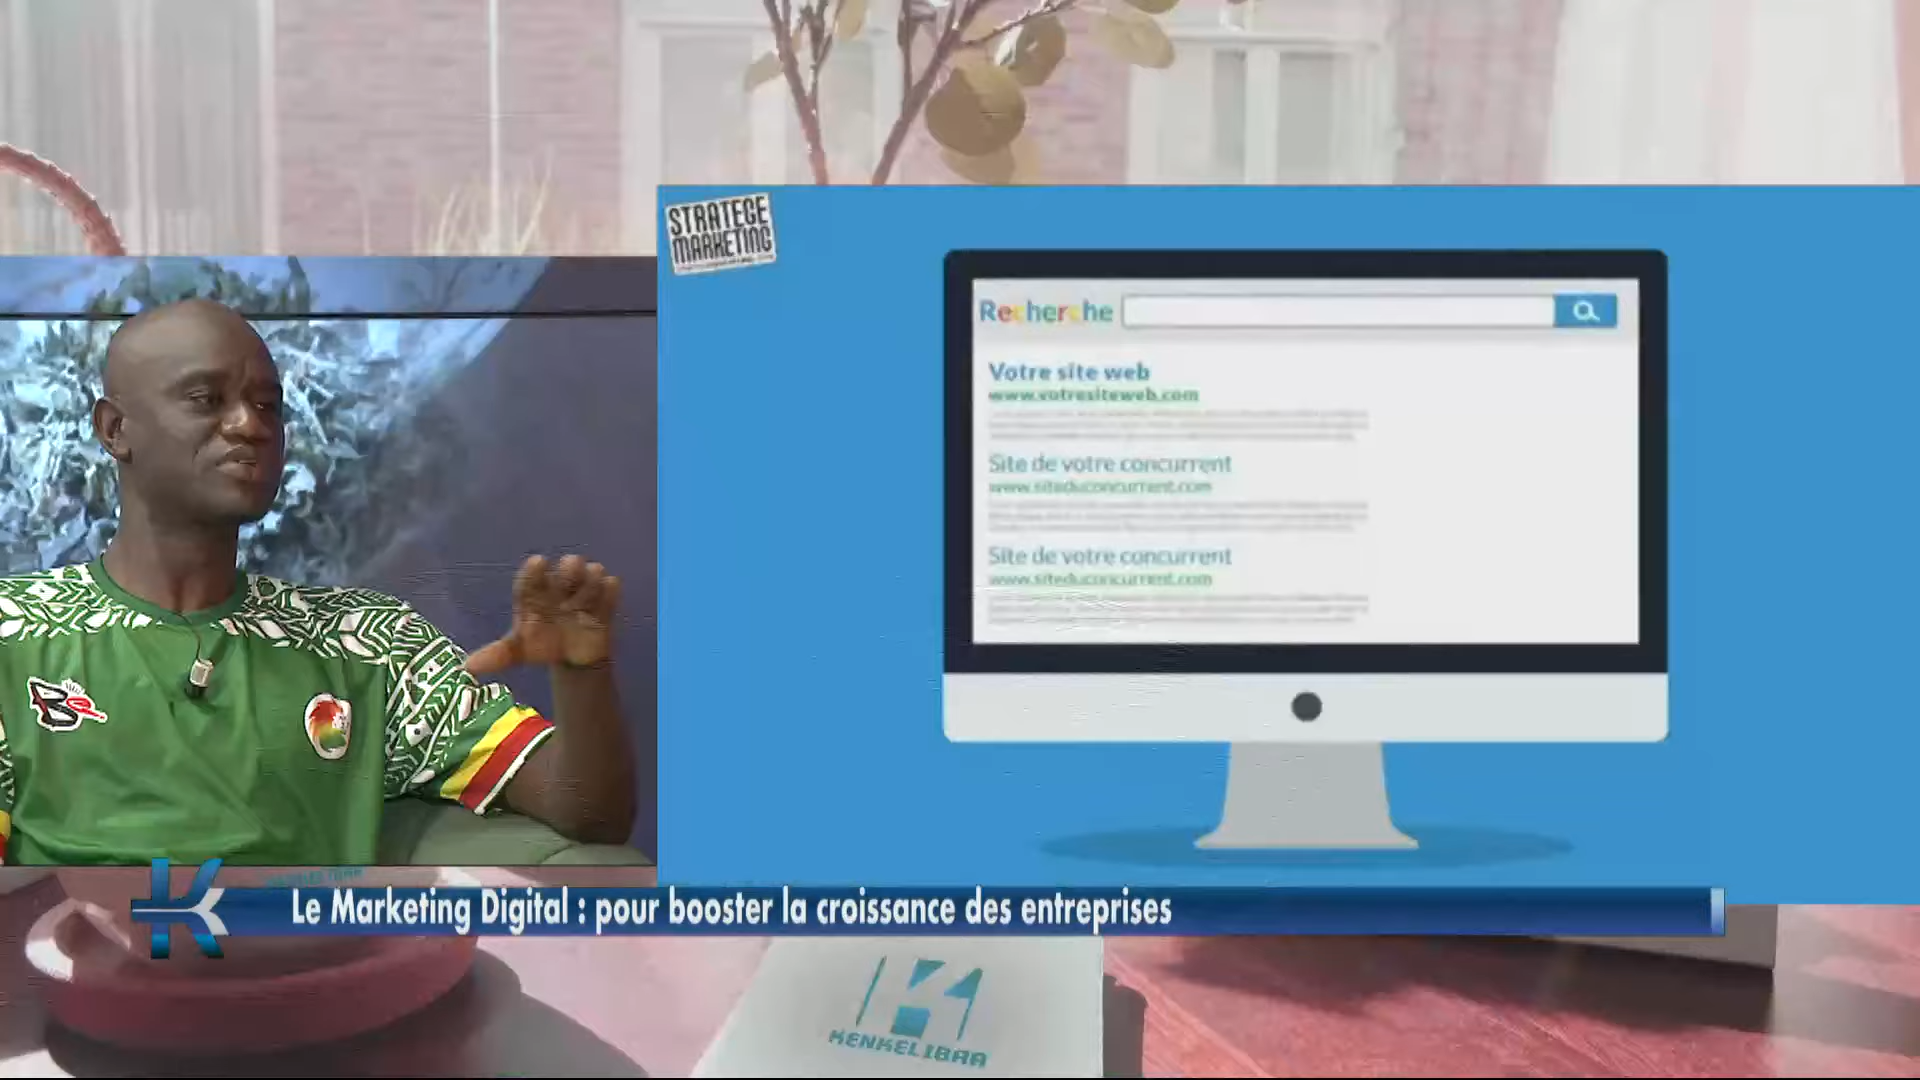 STRATEGE
MARKETING
Recherche
Votre site web
www.votresiteweb.com
Site de votre concurrent
www.siteduconcurrent.com
Site de votre concurrent
www.siteduconcurrent.com
Le Marketing Digital : pour booster la croissance des entreprises
KENKELIBAA